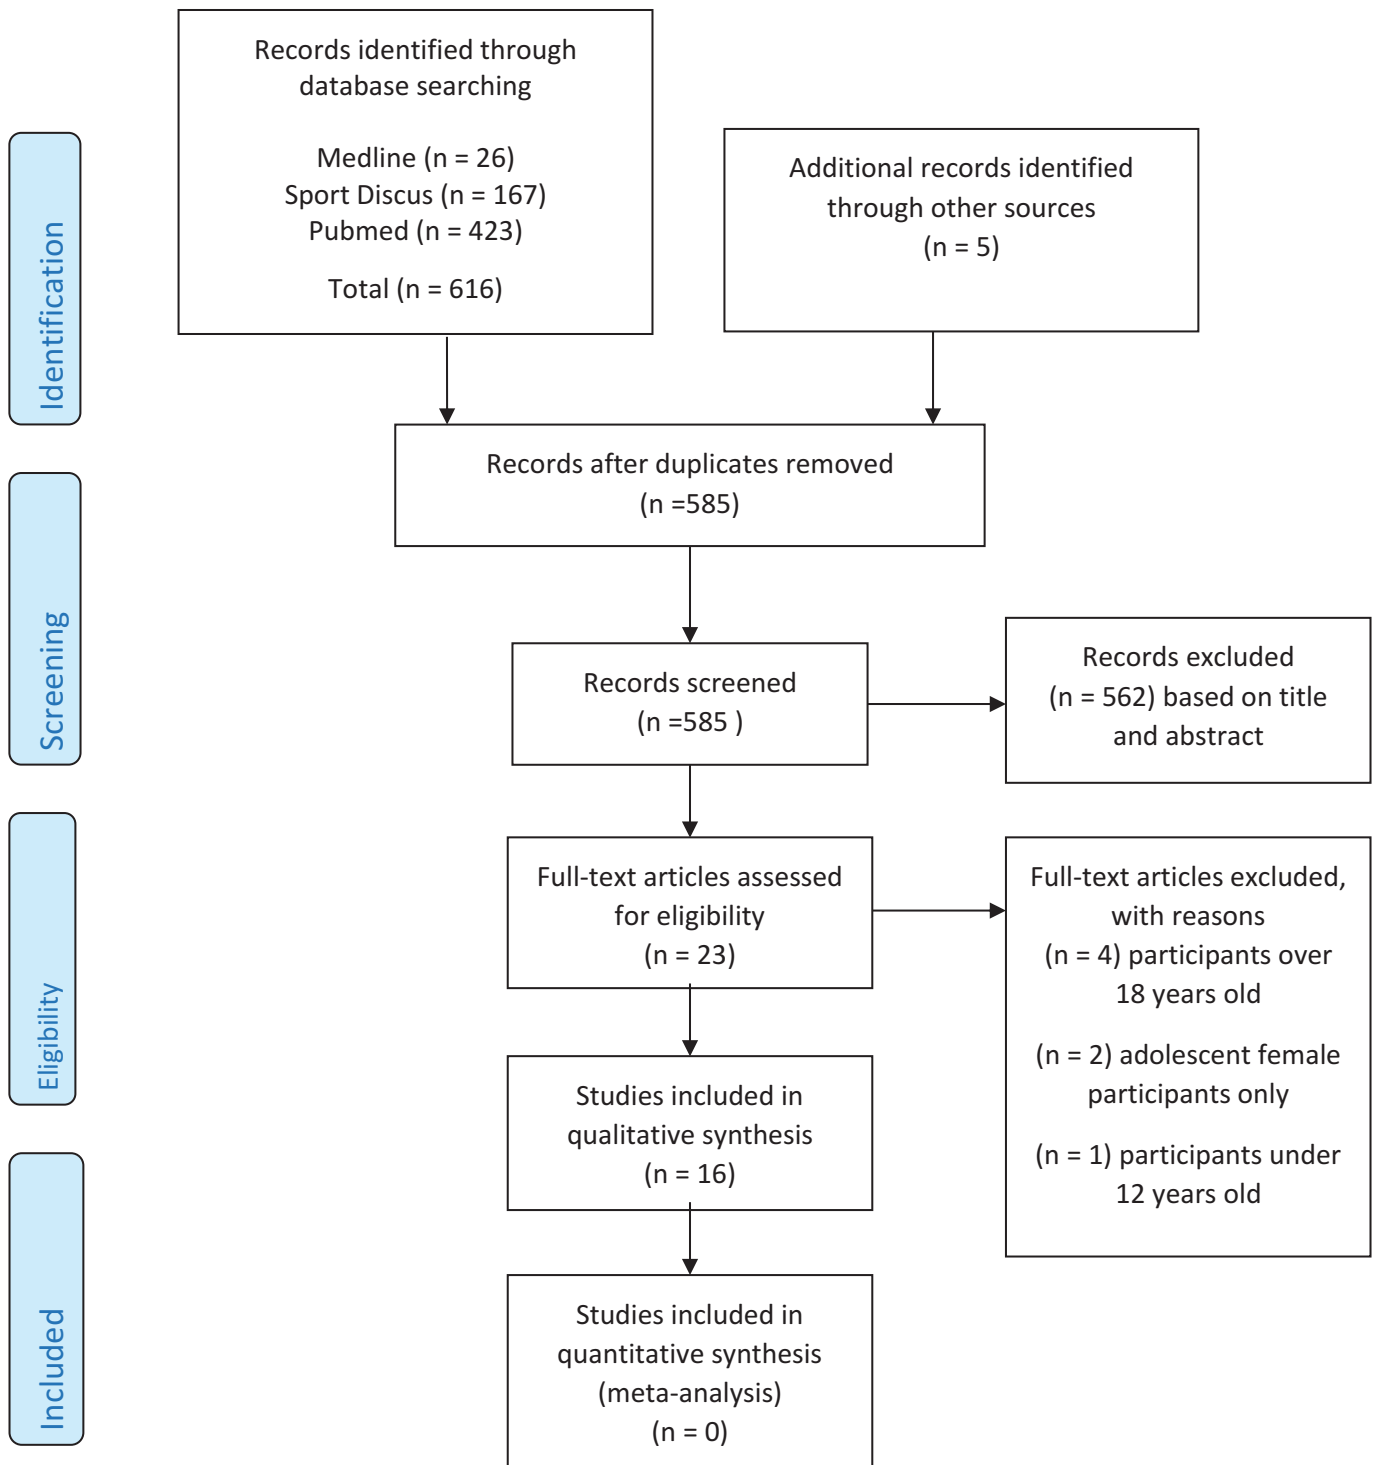 Records identified through
database searching
Medline (n = 26)
Sport Discus (n = 167)
Pubmed (n = 423)
Total (n = 616)
Additional records identified
through other sources
(n = 5)
Identification
Records after duplicates removed
(n =585)
Screening
Records screened
(n =585 )
Records excluded
(n = 562) based on title
and abstract
Eligibility
Full-text articles assessed
for eligibility
(n = 23)
Full-text articles excluded,
with reasons
(n = 4) participants over
18 years old
(n = 2) adolescent female
participants only
(n = 1) participants under
12 years old
Studies included in
qualitative synthesis
(n = 16)
Included
Studies included in
quantitative synthesis
(meta-analysis)
(n = 0)